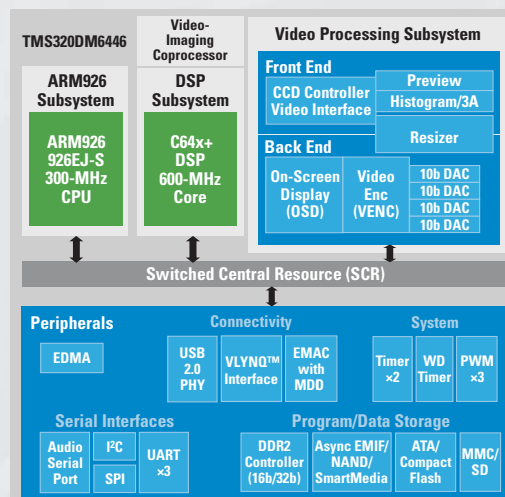 TMS320DM6446
Video-
Imaging
Coprocessor
Video Processing Subsystem
ARM926
Subsystem
DSP
Subsystem
ARM926
926EJ-S
300-MHz
CPU
C64x+
DSP
600-MHz
Core
Front End
CCD Controller
Video Interface
Preview
Histogram/3A
Resizer
Back End
On-Screen
Display
(OSD)
Video
Enc
(VENC)
10b DAC
10b DAC
10b DAC
10b DAC
Switched Central Resource (SCR)
Peripherals
EDMA
Connectivity
USB
2.0
PHY
VLYNQ™
Interface
EMAC
with
MDD
System
Timer
×2
WD
Timer
PWM
×3
Serial Interfaces
Audio
Serial
Port
I²C
SPI
UART
×3
Program/Data Storage
DDR2
Controller
(16b/32b)
Async EMIF/
NAND/
SmartMedia
ATA/
Compact
Flash
MMC/
SD